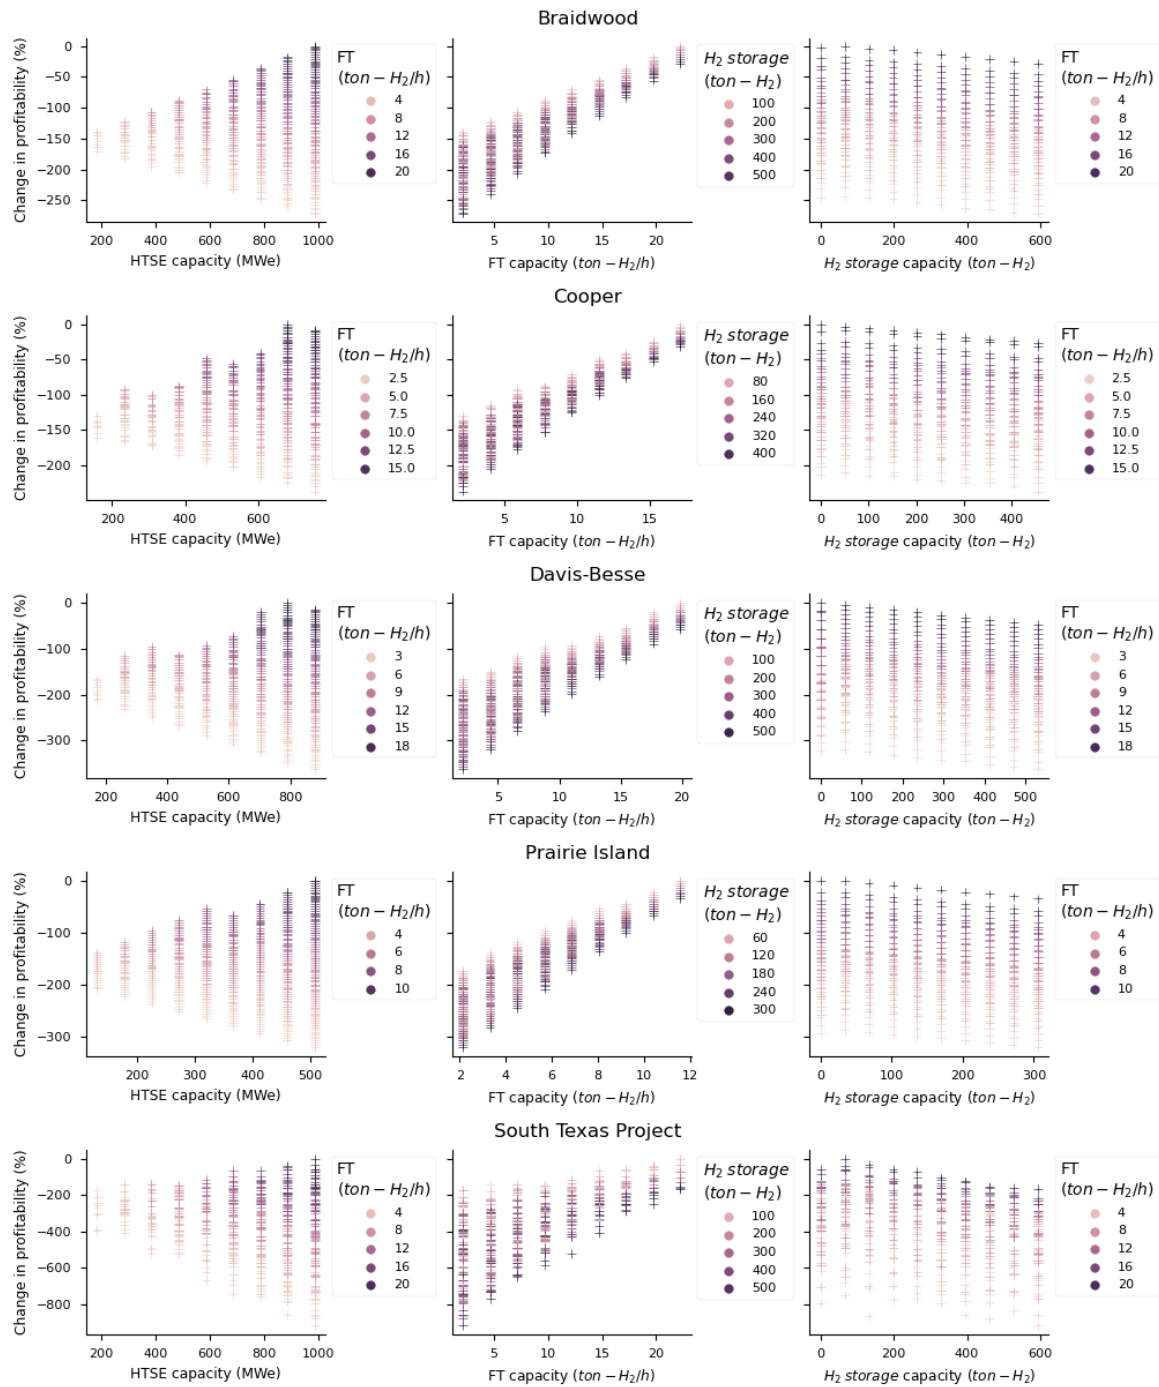 Braidwood
Change in profitability (%)
0
−50
−100
−150
−200
−250
200 400 600 800 1000
HTSE capacity (MWe)
FT
(ton − H₂/h)
4
8
12
16
20
5 10 15 20
FT capacity (ton − H₂/h)
H₂ storage
(ton − H₂)
100
200
300
400
500
0 100 200 300 400 500 600
H₂ storage capacity (ton − H₂)
FT
(ton − H₂/h)
4
8
12
16
20
Cooper
Change in profitability (%)
0
−50
−100
−150
−200
200 400 600
HTSE capacity (MWe)
FT
(ton − H₂/h)
2.5
5.0
7.5
10.0
12.5
15.0
5 10 15
FT capacity (ton − H₂/h)
H₂ storage
(ton − H₂)
80
160
240
320
400
0 100 200 300 400
H₂ storage capacity (ton − H₂)
FT
(ton − H₂/h)
2.5
5.0
7.5
10.0
12.5
15.0
Davis-Besse
Change in profitability (%)
0
−100
−200
−300
200 400 600 800
HTSE capacity (MWe)
FT
(ton − H₂/h)
3
6
9
12
15
18
5 10 15 20
FT capacity (ton − H₂/h)
H₂ storage
(ton − H₂)
100
200
300
400
500
0 100 200 300 400 500
H₂ storage capacity (ton − H₂)
FT
(ton − H₂/h)
3
6
9
12
15
18
Prairie Island
Change in profitability (%)
0
−100
−200
−300
200 300 400 500
HTSE capacity (MWe)
FT
(ton − H₂/h)
4
6
8
10
2 4 6 8 10 12
FT capacity (ton − H₂/h)
H₂ storage
(ton − H₂)
60
120
180
240
300
0 100 200 300
H₂ storage capacity (ton − H₂)
FT
(ton − H₂/h)
4
6
8
10
South Texas Project
Change in profitability (%)
0
−200
−400
−600
−800
200 400 600 800 1000
HTSE capacity (MWe)
FT
(ton − H₂/h)
4
8
12
16
20
5 10 15 20
FT capacity (ton − H₂/h)
H₂ storage
(ton − H₂)
100
200
300
400
500
0 100 200 300 400 500 600
H₂ storage capacity (ton − H₂)
FT
(ton − H₂/h)
4
8
12
16
20